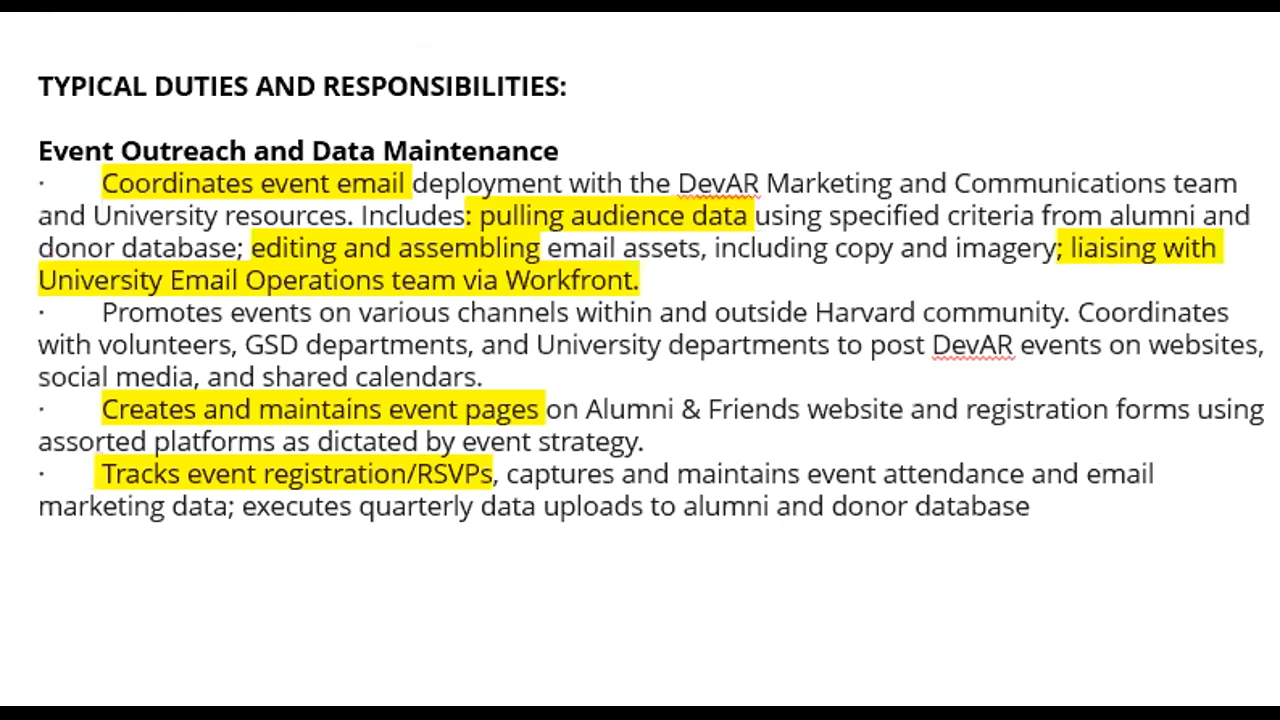 TYPICAL DUTIES AND RESPONSIBILITIES:
Event Outreach and Data Maintenance
· Coordinates event email deployment with the DevAR Marketing and Communications team
and University resources. Includes: pulling audience data using specified criteria from alumni and
donor database; editing and assembling email assets, including copy and imagery; liaising with
University Email Operations team via Workfront.
· Promotes events on various channels within and outside Harvard community. Coordinates
with volunteers, GSD departments, and University departments to post DevAR events on websites,
social media, and shared calendars.
· Creates and maintains event pages on Alumni & Friends website and registration forms using
assorted platforms as dictated by event strategy.
· Tracks event registration/RSVPs, captures and maintains event attendance and email
marketing data; executes quarterly data uploads to alumni and donor database